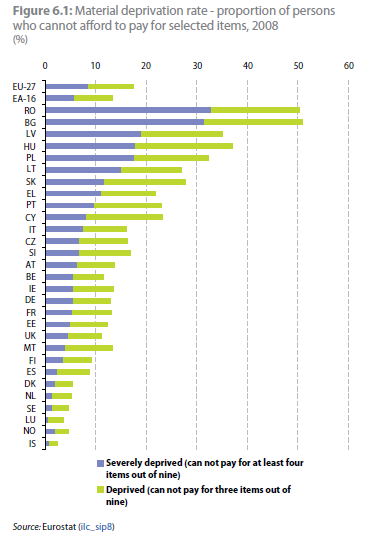 Figure 6.1: Material deprivation rate - proportion of persons
who cannot afford to pay for selected items, 2008
(%)
0 10 20 30 40 50 60
EU-27
EA-16
RO
BG
LV
HU
PL
LT
SK
EL
PT
CY
IT
CZ
SI
AT
BE
IE
DE
FR
EE
UK
MT
FI
ES
DK
NL
SE
LU
NO
IS
Severely deprived (can not pay for at least four
items out of nine)
Deprived (can not pay for three items out of
nine)
Source: Eurostat (ilc_sip8)